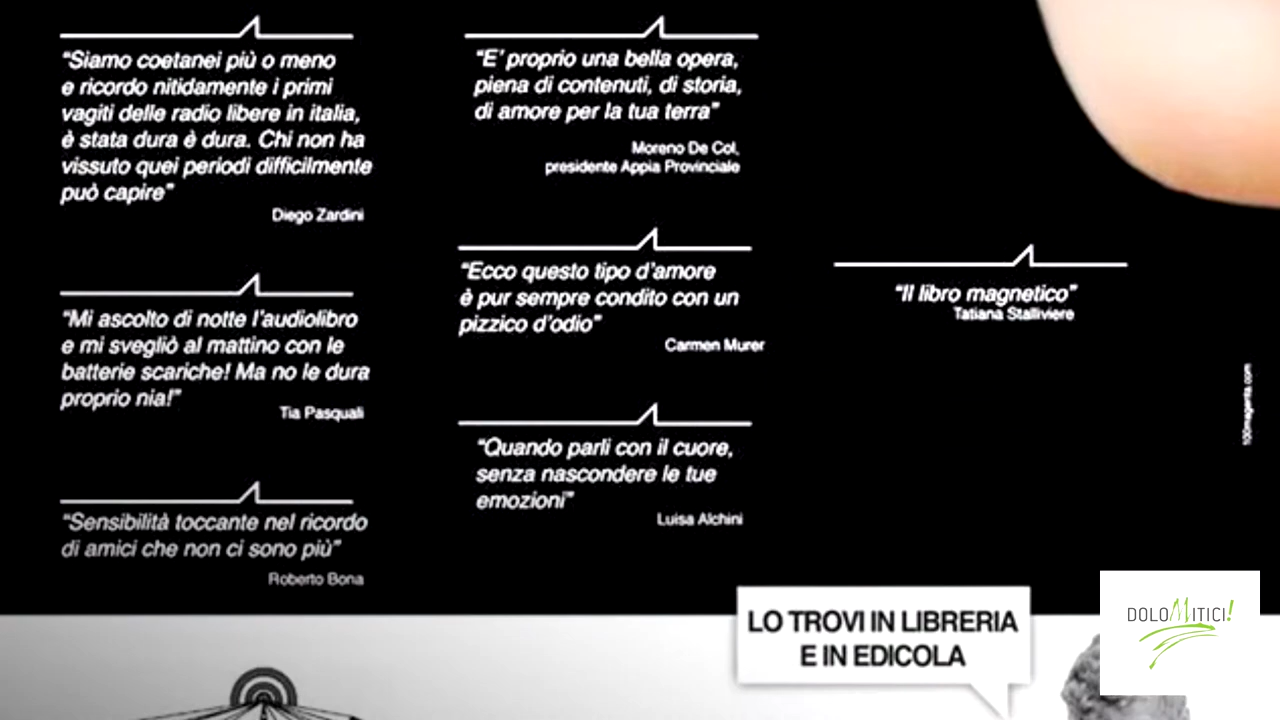 “Siamo coetanei più o meno
e ricordo nitidamente i primi
vagiti delle radio libere in italia,
è stata dura è dura. Chi non ha
vissuto quei periodi difficilmente
può capire”
Diego Zardini
“Mi ascolto di notte l’audiolibro
e mi svegliò al mattino con le
batterie scariche! Ma no le dura
proprio nia!”
Tia Pasquali
“Sensibilità toccante nel ricordo
di amici che non ci sono più”
Roberto Bona
“E’ proprio una bella opera,
piena di contenuti, di storia,
di amore per la tua terra”
Moreno De Col,
presidente Appia Provinciale
“Ecco questo tipo d’amore
è pur sempre condito con un
pizzico d’odio”
Carmen Murer
“Quando parli con il cuore,
senza nascondere le tue
emozioni”
Luisa Alchini
“Il libro magnetico”
Tatiana Stalliviere
100magenta.com
LO TROVI IN LIBRERIA
E IN EDICOLA
DOLOMITICI!